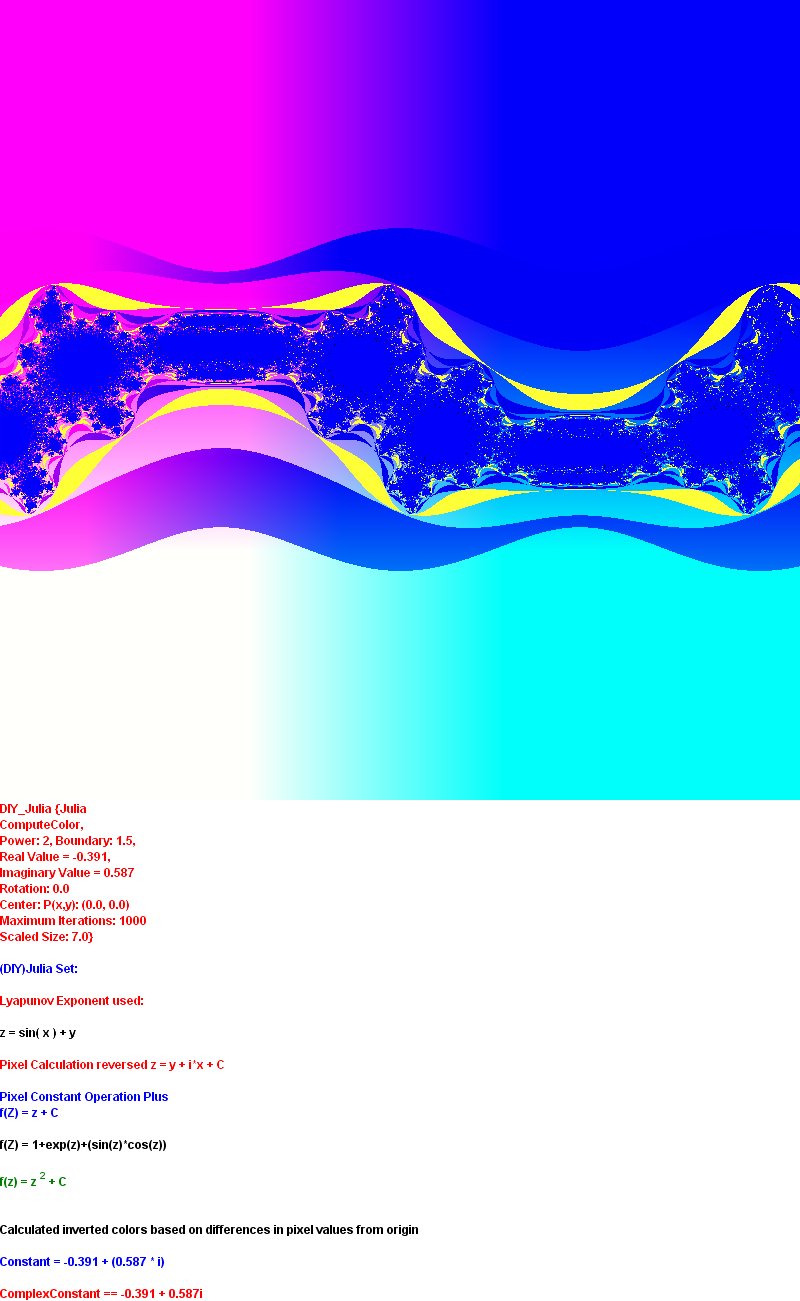 DIY_Julia {Julia
ComputeColor,
Power: 2, Boundary: 1.5,
Real Value = -0.391,
Imaginary Value = 0.587
Rotation: 0.0
Center: P(x,y): (0.0, 0.0)
Maximum Iterations: 1000
Scaled Size: 7.0}
(DIY)Julia Set:
Lyapunov Exponent used:
z = sin( x ) + y
Pixel Calculation reversed z = y + i*x + C
Pixel Constant Operation Plus
f(Z) = z + C
f(Z) = 1+exp(z)+(sin(z)*cos(z))
f(z) = z 2 + C
Calculated inverted colors based on differences in pixel values from origin
Constant = -0.391 + (0.587 * i)
ComplexConstant == -0.391 + 0.587i